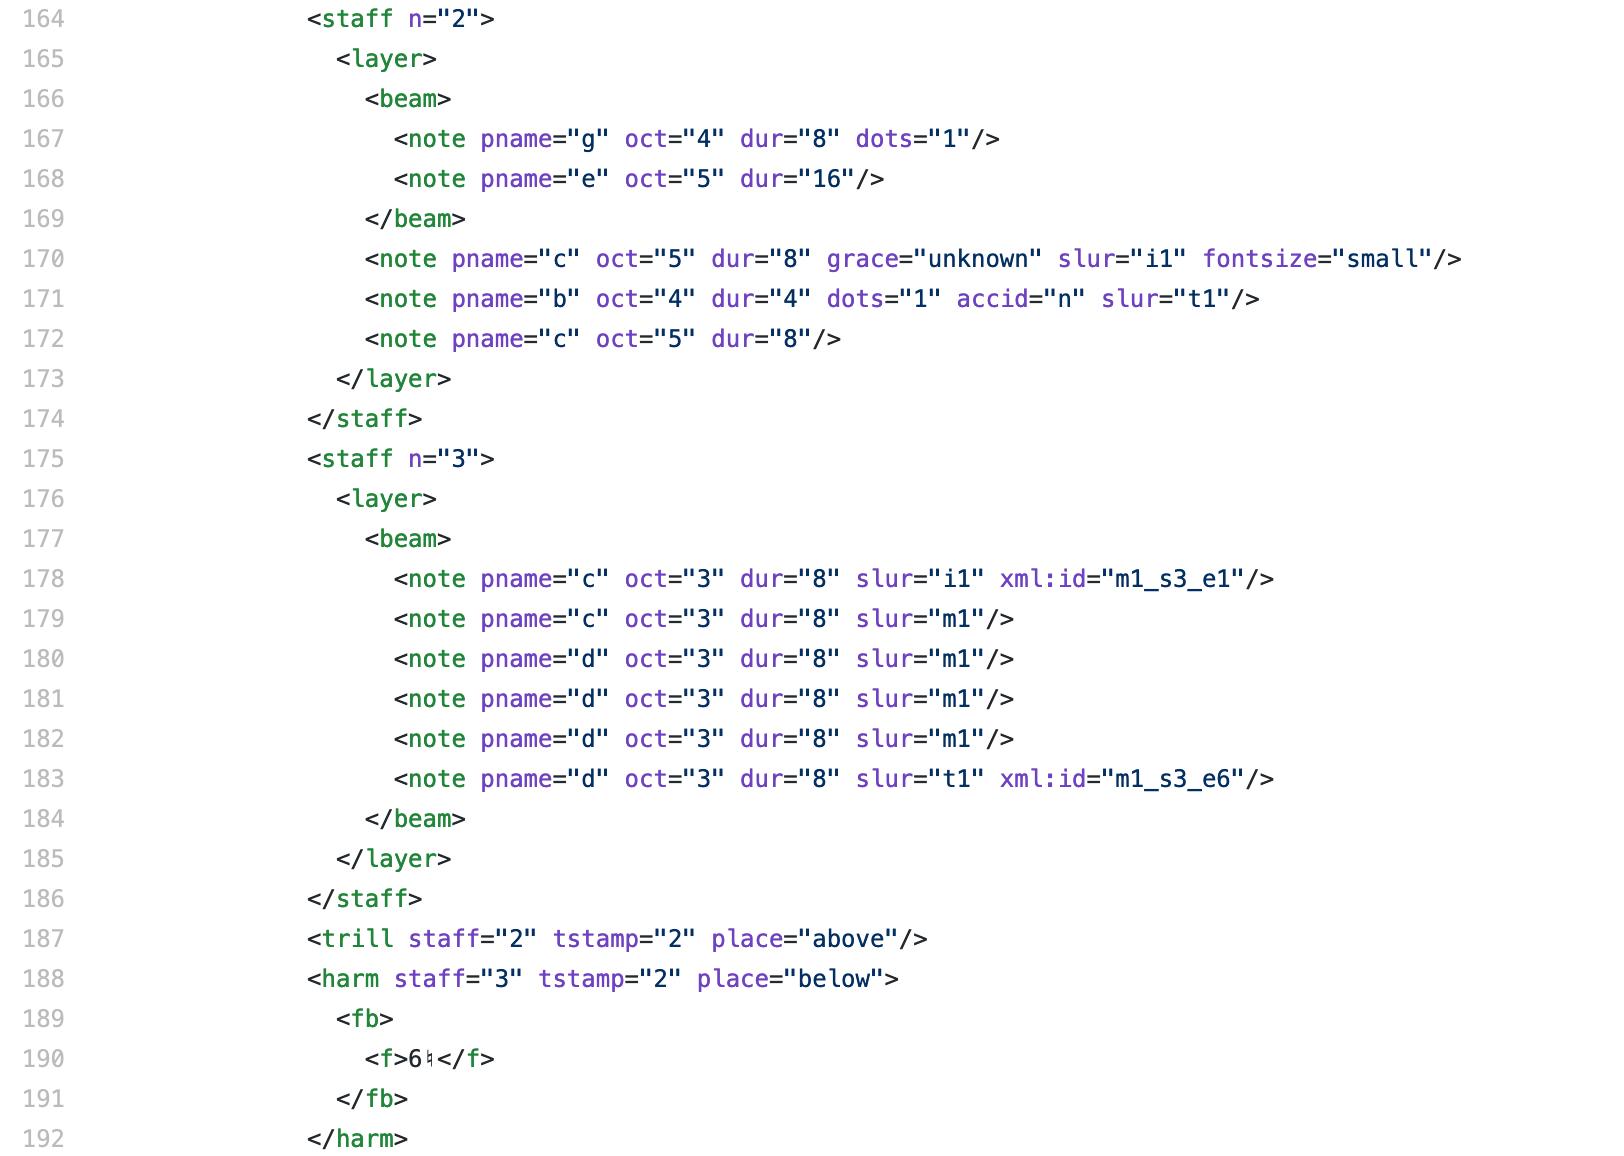 164 <staff n="2">
165 <layer>
166 <beam>
167 <note pname="g" oct="4" dur="8" dots="1"/>
168 <note pname="e" oct="5" dur="16"/>
169 </beam>
170 <note pname="c" oct="5" dur="8" grace="unknown" slur="i1" fontsize="small"/>
171 <note pname="b" oct="4" dur="4" dots="1" accid="n" slur="t1"/>
172 <note pname="c" oct="5" dur="8"/>
173 </layer>
174 </staff>
175 <staff n="3">
176 <layer>
177 <beam>
178 <note pname="c" oct="3" dur="8" slur="i1" xml:id="m1_s3_e1"/>
179 <note pname="c" oct="3" dur="8" slur="m1"/>
180 <note pname="d" oct="3" dur="8" slur="m1"/>
181 <note pname="d" oct="3" dur="8" slur="m1"/>
182 <note pname="d" oct="3" dur="8" slur="m1"/>
183 <note pname="d" oct="3" dur="8" slur="t1" xml:id="m1_s3_e6"/>
184 </beam>
185 </layer>
186 </staff>
187 <trill staff="2" tstamp="2" place="above"/>
188 <harm staff="3" tstamp="2" place="below">
189 <fb>
190 <f>6♮</f>
191 </fb>
192 </harm>